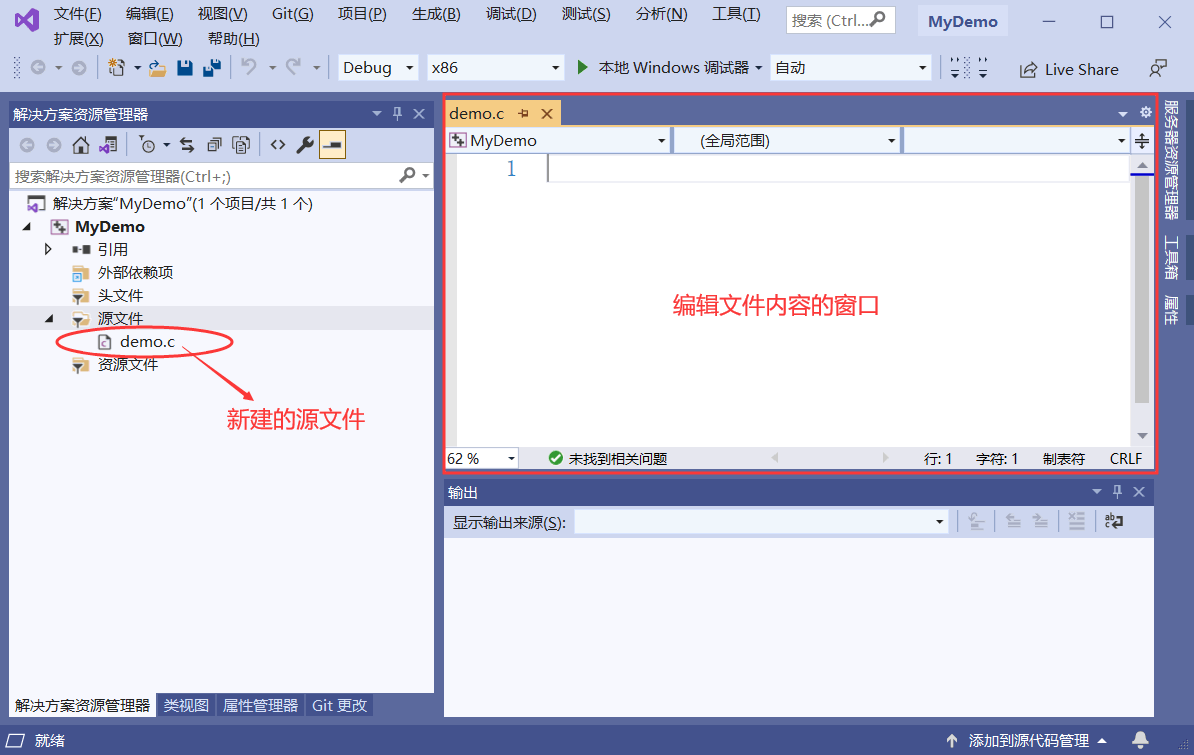 文件(F) 编辑(E) 视图(V) Git(G) 项目(P) 生成(B) 调试(D) 测试(S) 分析(N) 工具(T) 搜索 (Ctrl... MyDemo
扩展(X) 窗口(W) 帮助(H)
Debug x86 本地 Windows 调试器 自动 Live Share
解决方案资源管理器
搜索解决方案资源管理器(Ctrl+;)
解决方案"MyDemo"(1 个项目/共 1 个)
MyDemo
引用
外部依赖项
头文件
源文件
demo.c
资源文件
新建的源文件
解决方案资源管理器 类视图 属性管理器 Git 更改
demo.c
MyDemo (全局范围)
1
编辑文件内容的窗口
62 % 未找到相关问题 行: 1 字符: 1 制表符 CRLF
输出
显示输出来源(S):
服务器资源管理器
工具箱
属性
就绪 添加到源代码管理